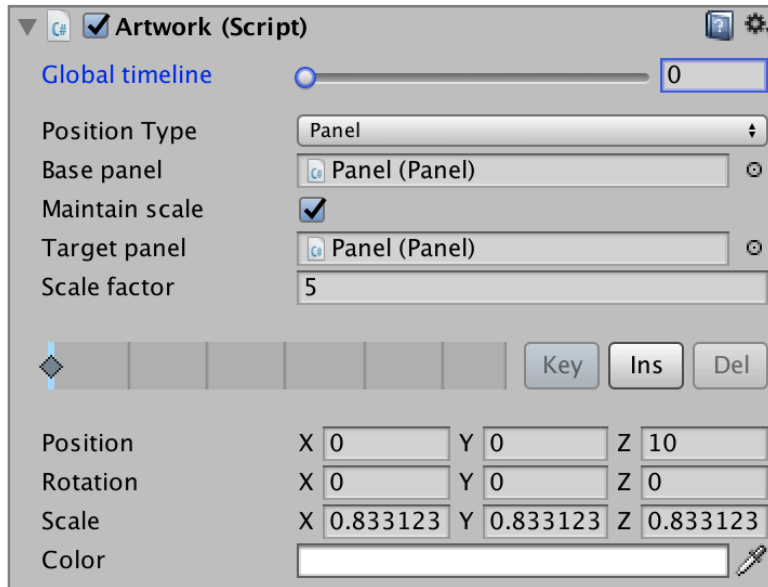 C# Artwork (Script) ?
Global timeline 0
Position Type Panel
Base panel C# Panel (Panel)
Maintain scale
Target panel C# Panel (Panel)
Scale factor 5
Key Ins Del
Position X 0 Y 0 Z 10
Rotation X 0 Y 0 Z 0
Scale X 0.833123 Y 0.833123 Z 0.833123
Color